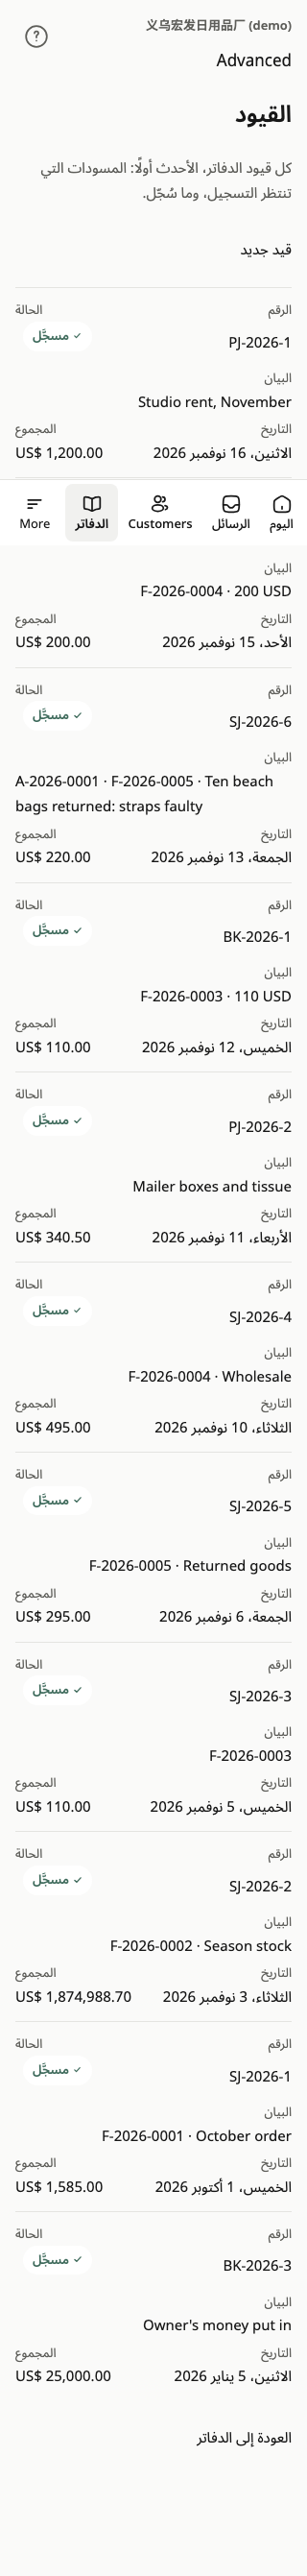 义乌宏发日用品厂 (demo)
Advanced
القيود
كل قيود الدفاتر، الأحدث أولًا: المسودات التي
تنتظر التسجيل، وما سُجّل.
قيد جديد
الرقم الحالة
PJ-2026-1 مسجَّل
البيان
Studio rent, November
التاريخ المجموع
الاثنين، 16 نوفمبر 2026 US$ 1,200.00
اليوم الرسائل Customers الدفاتر More
البيان
F-2026-0004 · 200 USD
التاريخ المجموع
الأحد، 15 نوفمبر 2026 US$ 200.00
الرقم الحالة
SJ-2026-6 مسجَّل
البيان
A-2026-0001 · F-2026-0005 · Ten beach
bags returned: straps faulty
التاريخ المجموع
الجمعة، 13 نوفمبر 2026 US$ 220.00
الرقم الحالة
BK-2026-1 مسجَّل
البيان
F-2026-0003 · 110 USD
التاريخ المجموع
الخميس، 12 نوفمبر 2026 US$ 110.00
الرقم الحالة
PJ-2026-2 مسجَّل
البيان
Mailer boxes and tissue
التاريخ المجموع
الأربعاء، 11 نوفمبر 2026 US$ 340.50
الرقم الحالة
SJ-2026-4 مسجَّل
البيان
F-2026-0004 · Wholesale
التاريخ المجموع
الثلاثاء، 10 نوفمبر 2026 US$ 495.00
الرقم الحالة
SJ-2026-5 مسجَّل
البيان
F-2026-0005 · Returned goods
التاريخ المجموع
الجمعة، 6 نوفمبر 2026 US$ 295.00
الرقم الحالة
SJ-2026-3 مسجَّل
البيان
F-2026-0003
التاريخ المجموع
الخميس، 5 نوفمبر 2026 US$ 110.00
الرقم الحالة
SJ-2026-2 مسجَّل
البيان
F-2026-0002 · Season stock
التاريخ المجموع
الثلاثاء، 3 نوفمبر 2026 US$ 1,874,988.70
الرقم الحالة
SJ-2026-1 مسجَّل
البيان
F-2026-0001 · October order
التاريخ المجموع
الخميس، 1 أكتوبر 2026 US$ 1,585.00
الرقم الحالة
BK-2026-3 مسجَّل
البيان
Owner's money put in
التاريخ المجموع
الاثنين، 5 يناير 2026 US$ 25,000.00
العودة إلى الدفاتر